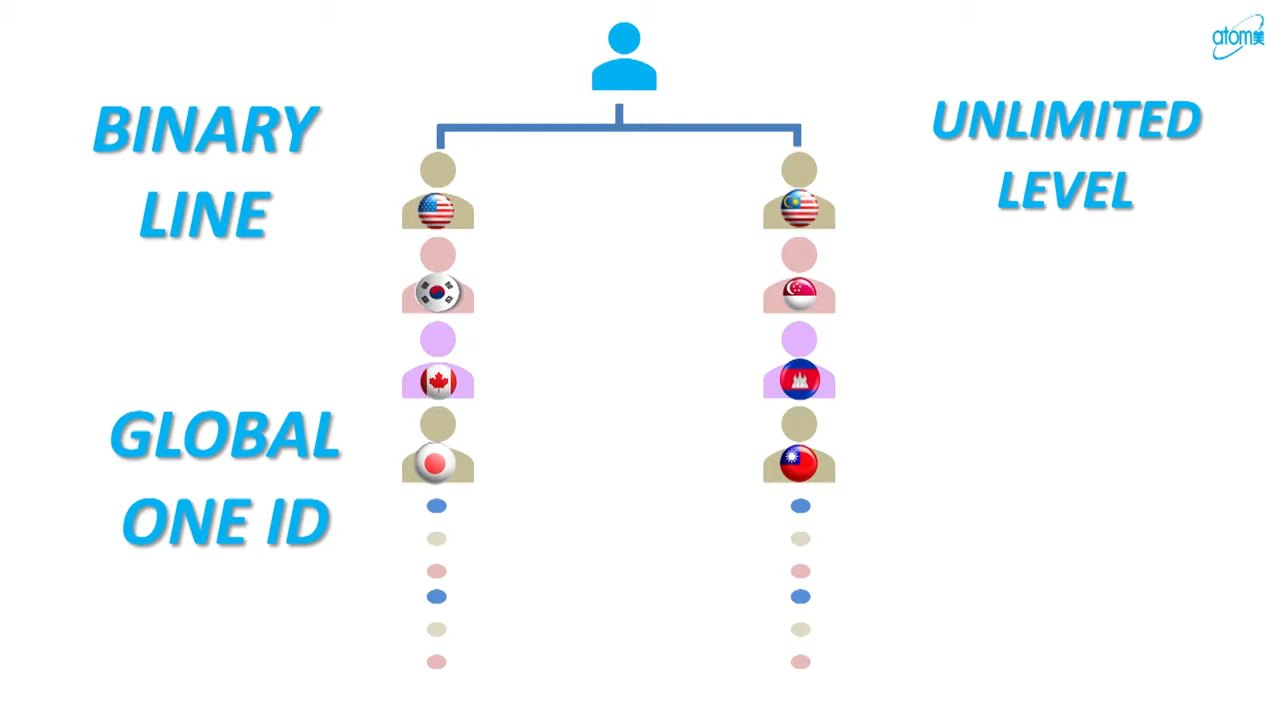 atom美
BINARY
LINE
UNLIMITED
LEVEL
GLOBAL
ONE ID